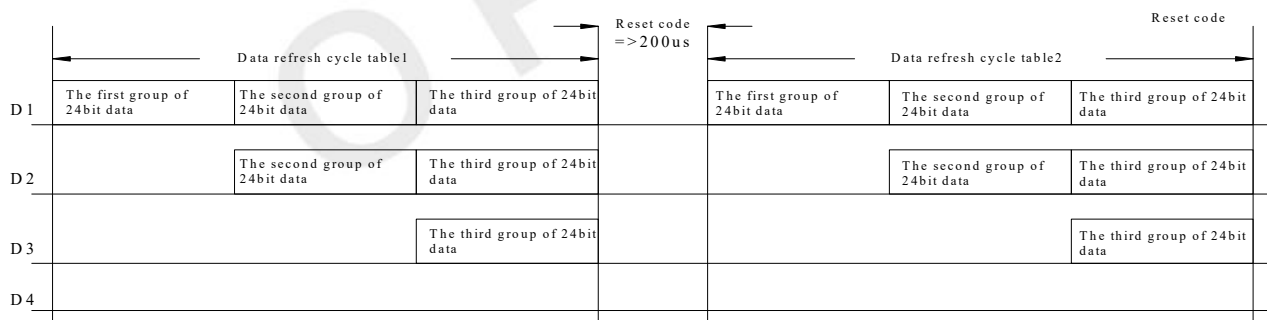 Reset code
=>200us
Reset code
Data refresh cycle table1
Data refresh cycle table2
D1
The first group of
24bit data
The second group of
24bit data
The third group of 24bit
data
The first group of
24bit data
The second group of
24bit data
The third group of 24bit
data
D2
The second group of
24bit data
The third group of 24bit
data
The second group of
24bit data
The third group of 24bit
data
D3
The third group of 24bit
data
The third group of 24bit
data
D4